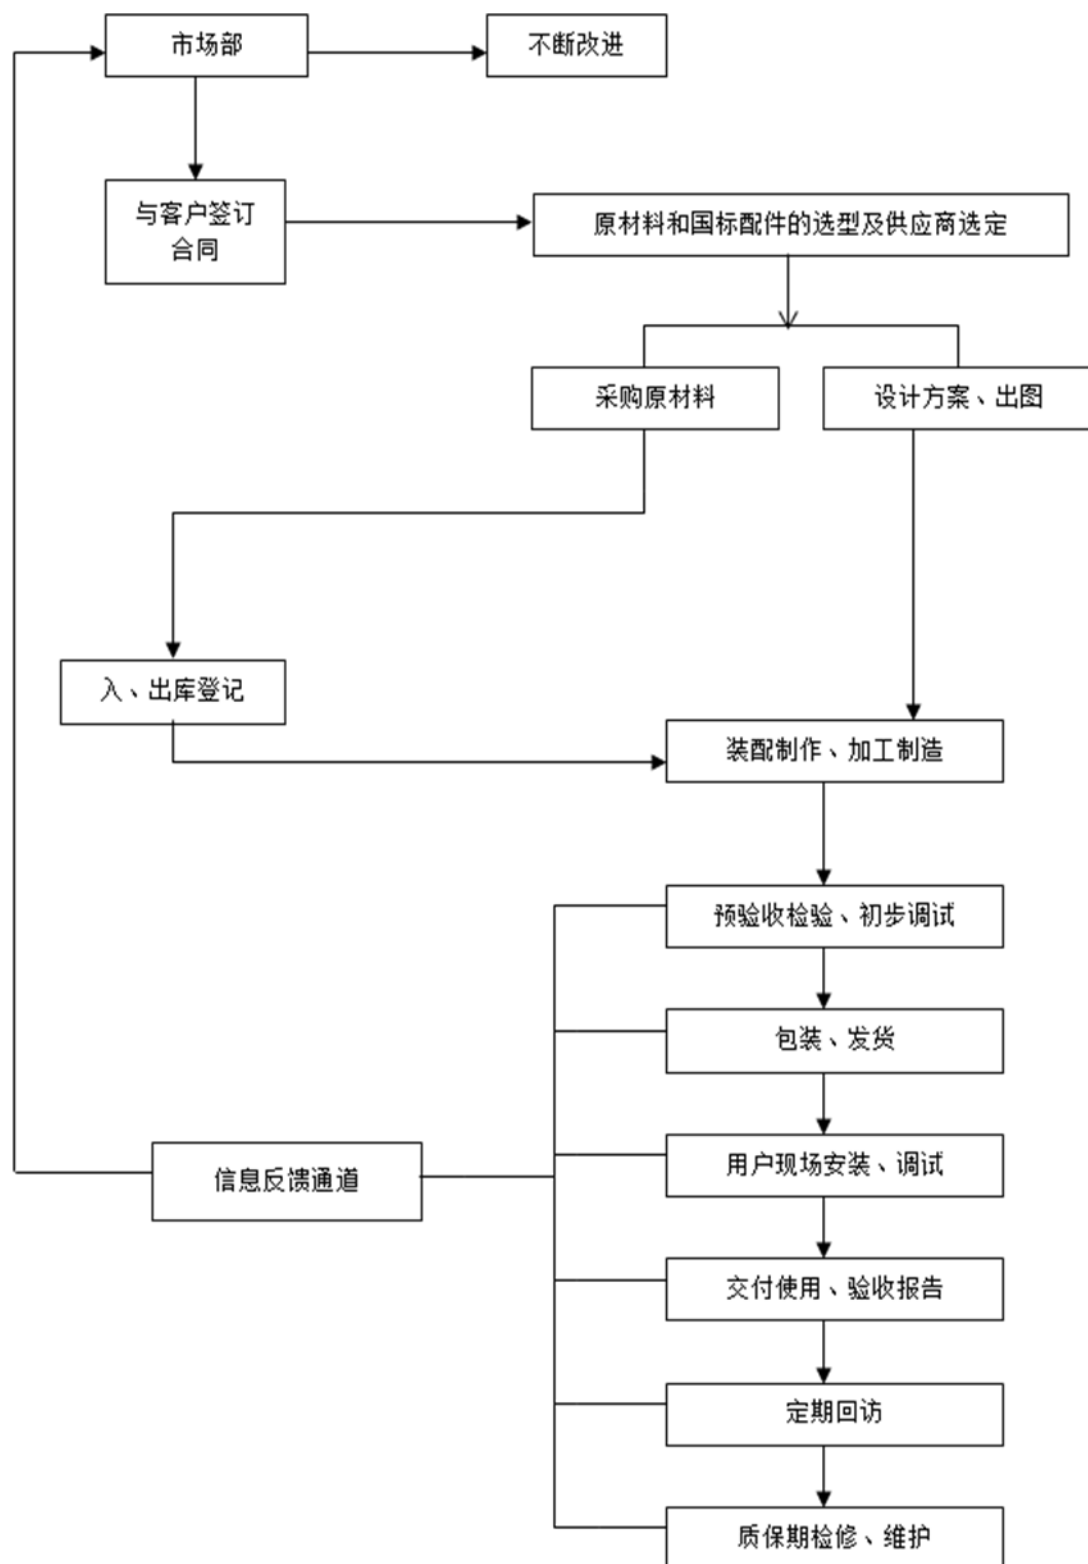 市场部
不断改进
与客户签订
合同
原材料和国标配件的选型及供应商选定
采购原材料
设计方案、出图
入、出库登记
装配制作、加工制造
预验收检验、初步调试
包装、发货
用户现场安装、调试
信息反馈通道
交付使用、验收报告
定期回访
质保期检修、维护